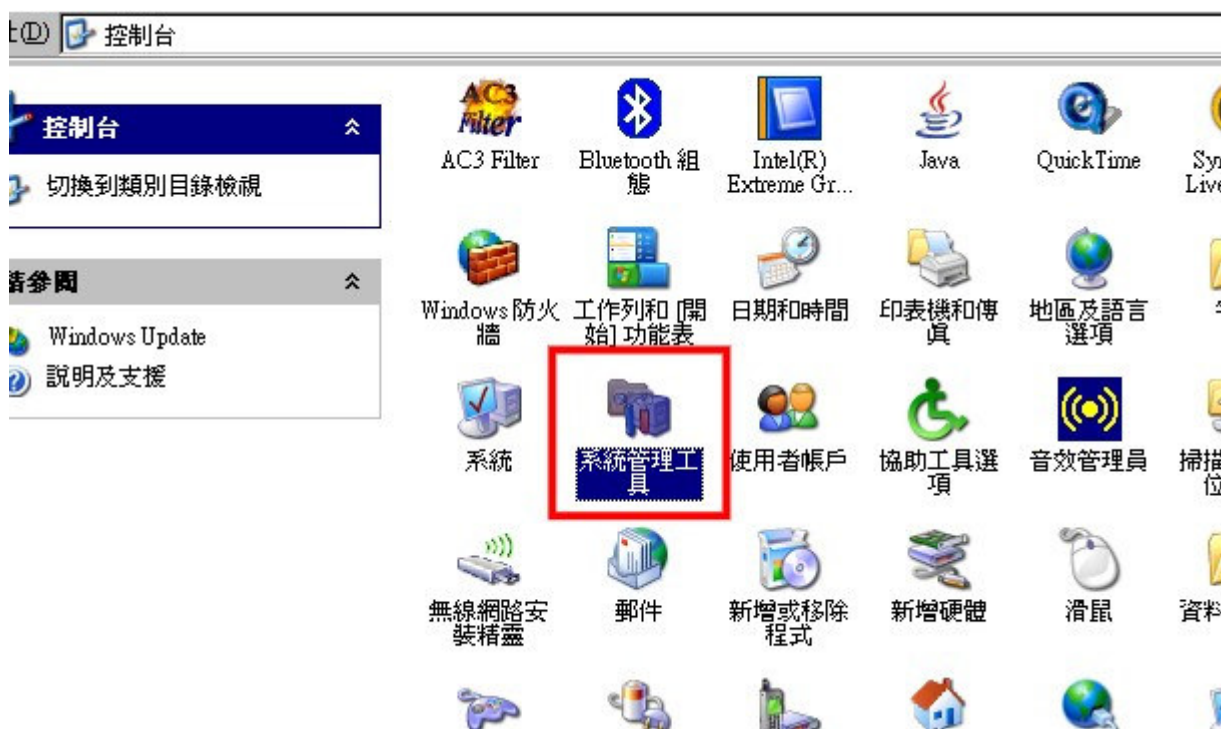 (D) 控制台
控制台
切換到類別目錄檢視
請參閱
Windows Update
說明及支援
AC3 Filter
AC3 Filter
Bluetooth 組
態
Intel(R)
Extreme Gr...
Java
QuickTime
Windows 防火
牆
工作列和 [開
始] 功能表
日期和時間
印表機和傳
真
地區及語言
選項
系統
系統管理工
具
使用者帳戶
協助工具選
項
音效管理員
掃描
位
無線網路安
裝精靈
郵件
新增或移除
程式
新增硬體
滑鼠
資料